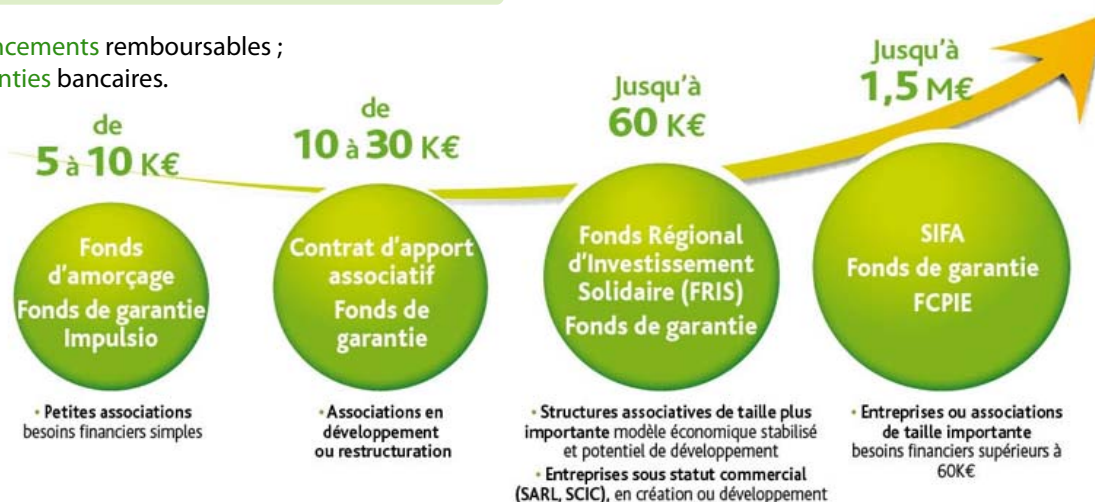 ncements remboursables ;
nties bancaires.
de
5 à 10 K€
Fonds
d'amorçage
Fonds de garantie
Impulsio
• Petites associations
besoins financiers simples
de
10 à 30 K€
Contrat d'apport
associatif
Fonds de
garantie
• Associations en
développement
ou restructuration
Jusqu'à
60 K€
Fonds Régional
d'Investissement
Solidaire (FRIS)
Fonds de garantie
• Structures associatives de taille plus
importante modèle économique stabilisé
et potentiel de développement
• Entreprises sous statut commercial
(SARL, SCIC), en création ou développement
Jusqu'à
1,5 M€
SIFA
Fonds de garantie
FCPIE
• Entreprises ou associations
de taille importante
besoins financiers supérieurs à
60K€